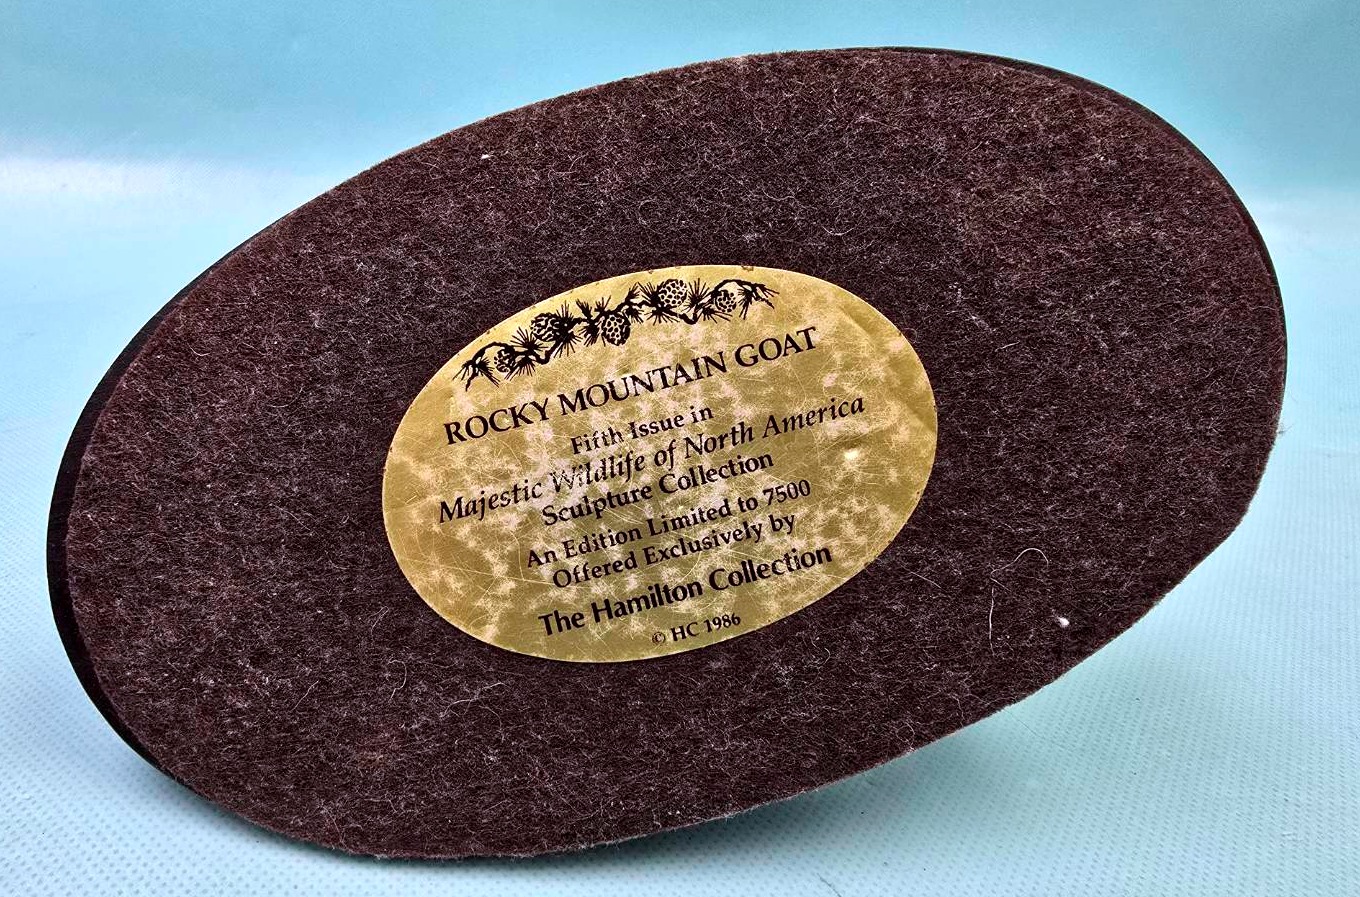 ROCKY MOUNTAIN GOAT
Fifth Issue in
Majestic Wildlife of North America
Sculpture Collection
An Edition Limited to 7500
Offered Exclusively by
The Hamilton Collection
© HC 1986